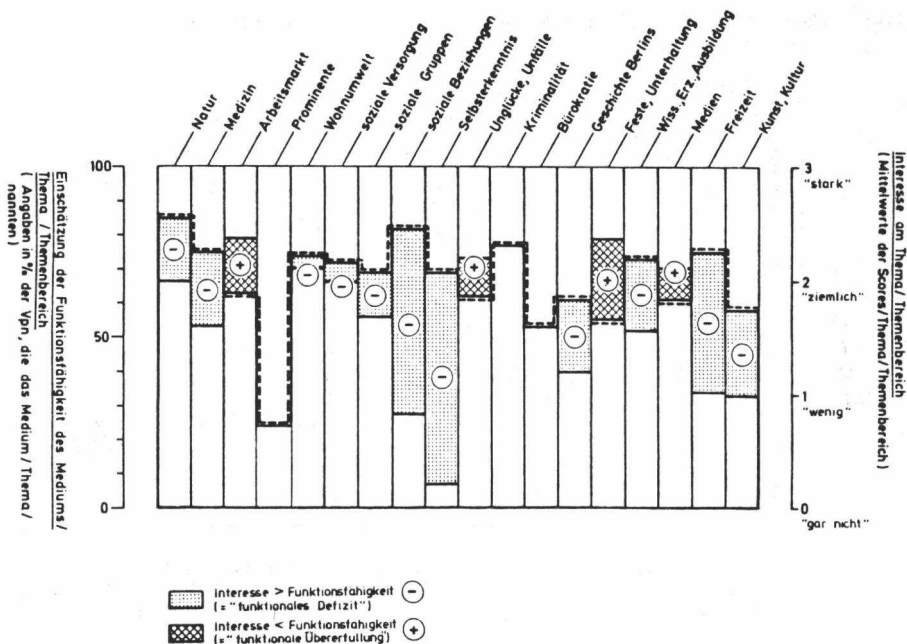 Natur
Medizin
Arbeitsmarkt
Prominente
Wohnumwelt
soziale Versorgung
soziale Gruppen
soziale Beziehungen
Selbsterkenntnis
Unglücke, Unfälle
Kriminalität
Bürokratie
Geschichte Berlins
Feste, Unterhaltung
Wiss., Erz., Ausbildung
Medien
Freizeit
Kunst, Kultur
Einschätzung der Funktionsfähigkeit des Mediums/
Thema / Themenbereich
( Angaben in % der Vpn, die das Medium / Thema /
nannten)
100
50
0
3
"stark"
2
"ziemlich"
1
"wenig"
0
"gar nicht"
Interesse am Thema/Themenbereich
(Mittelwerte der Scores/Thema/Themenbereich)
- - + - - - - - + - + - + - -
Interesse > Funktionsfähigkeit -
(= "funktionales Defizit")
Interesse < Funktionsfähigkeit +
(= "funktionale Übererfüllung")